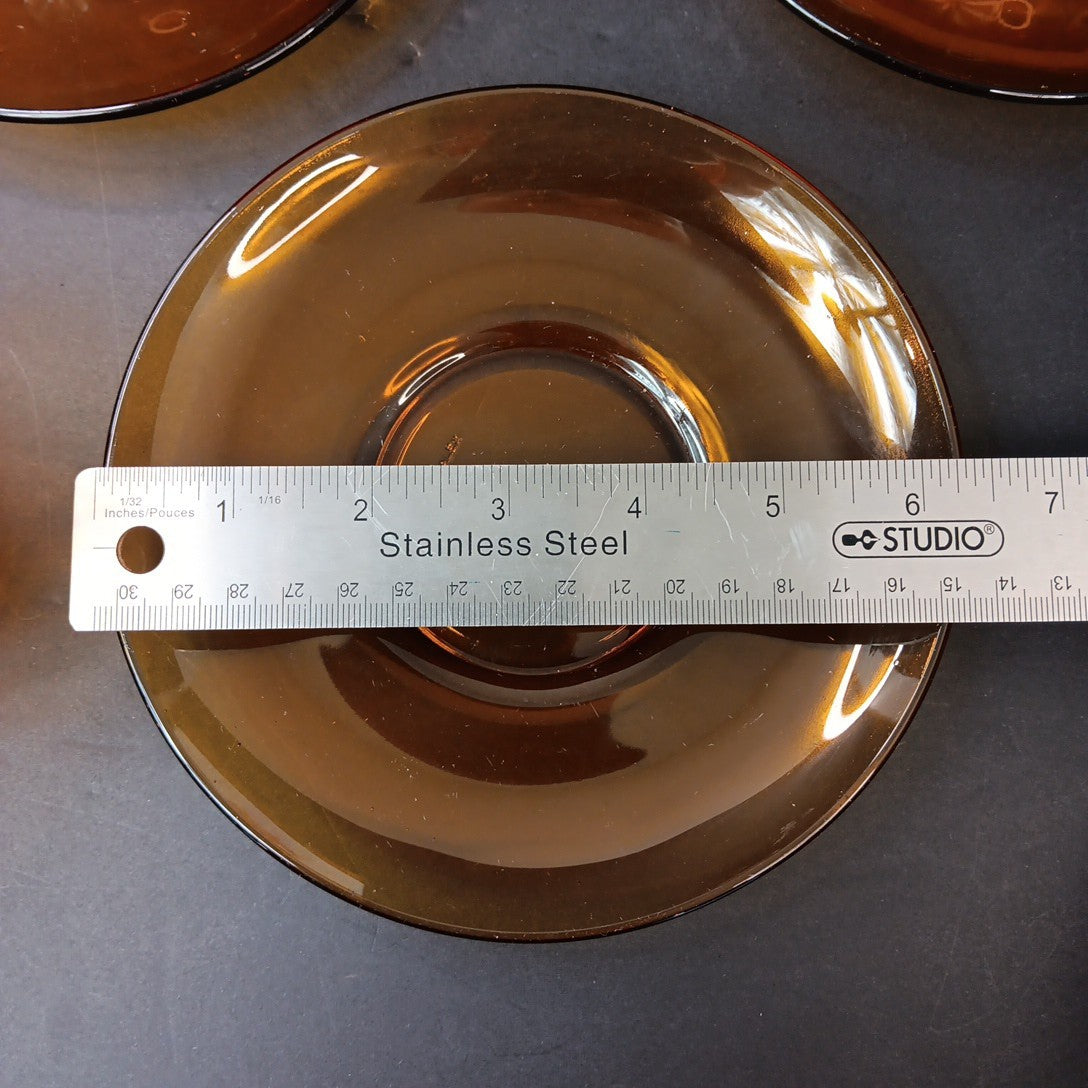 1/32 1/16
Inches/Pouces 1 2 3 4 5 6 7
Stainless Steel STUDIO®
30 29 28 27 26 25 24 23 22 21 20 19 18 17 16 15 14 13